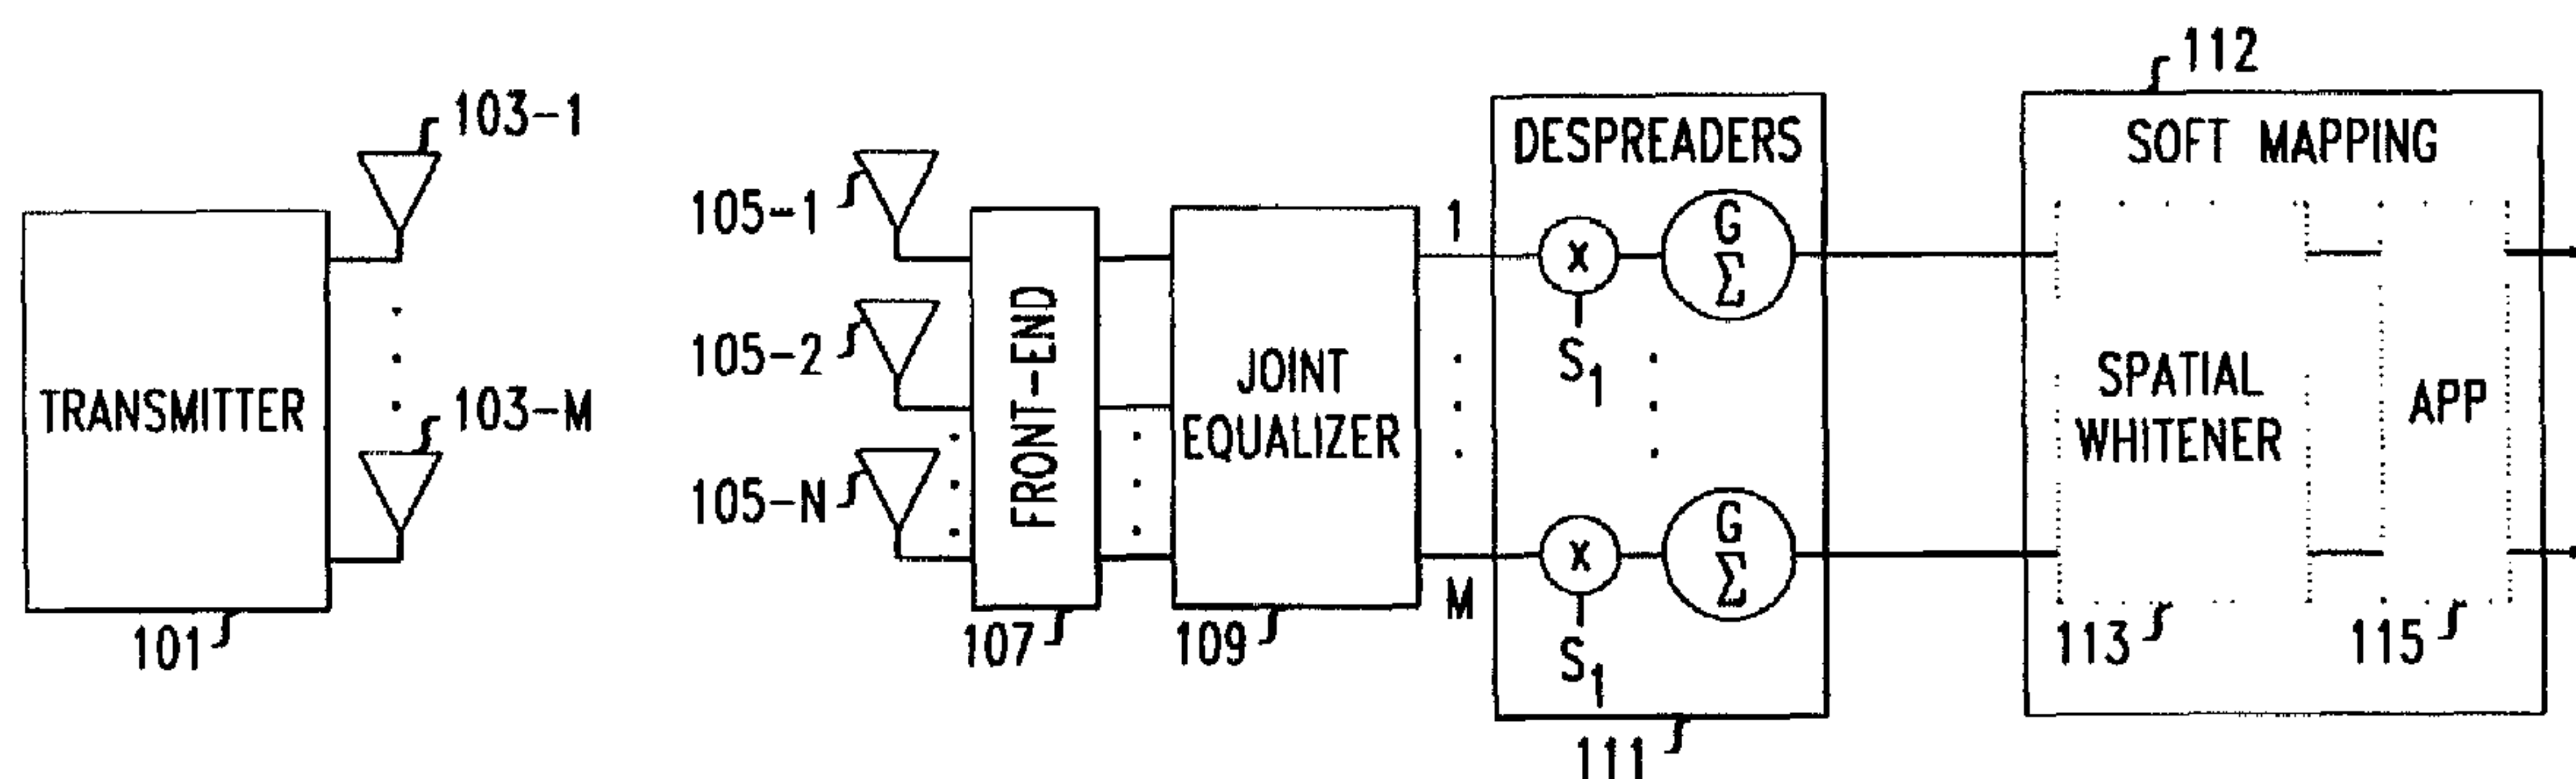 TRANSMITTER
101
103-1
103-M
105-1
105-2
105-N
FRONT-END
107
JOINT
EQUALIZER
109
1
M
DESPREADERS
X
G
Σ
S1
X
G
Σ
S1
111
112
SOFT MAPPING
SPATIAL
WHITENER
113
APP
115